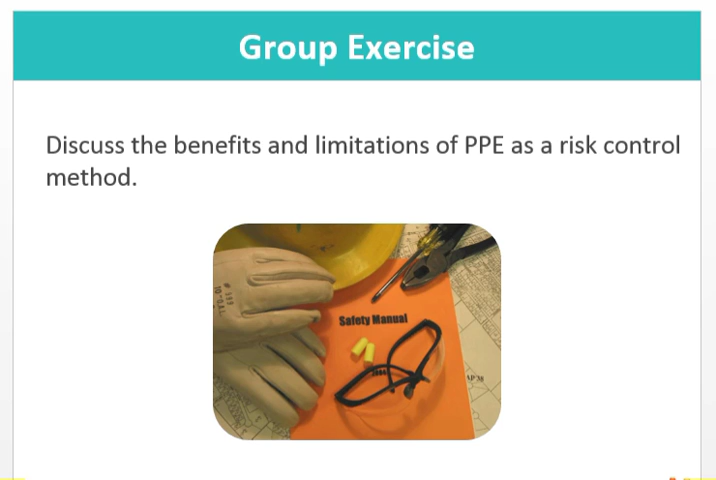 Group Exercise
Discuss the benefits and limitations of PPE as a risk control
method.
Safety Manual